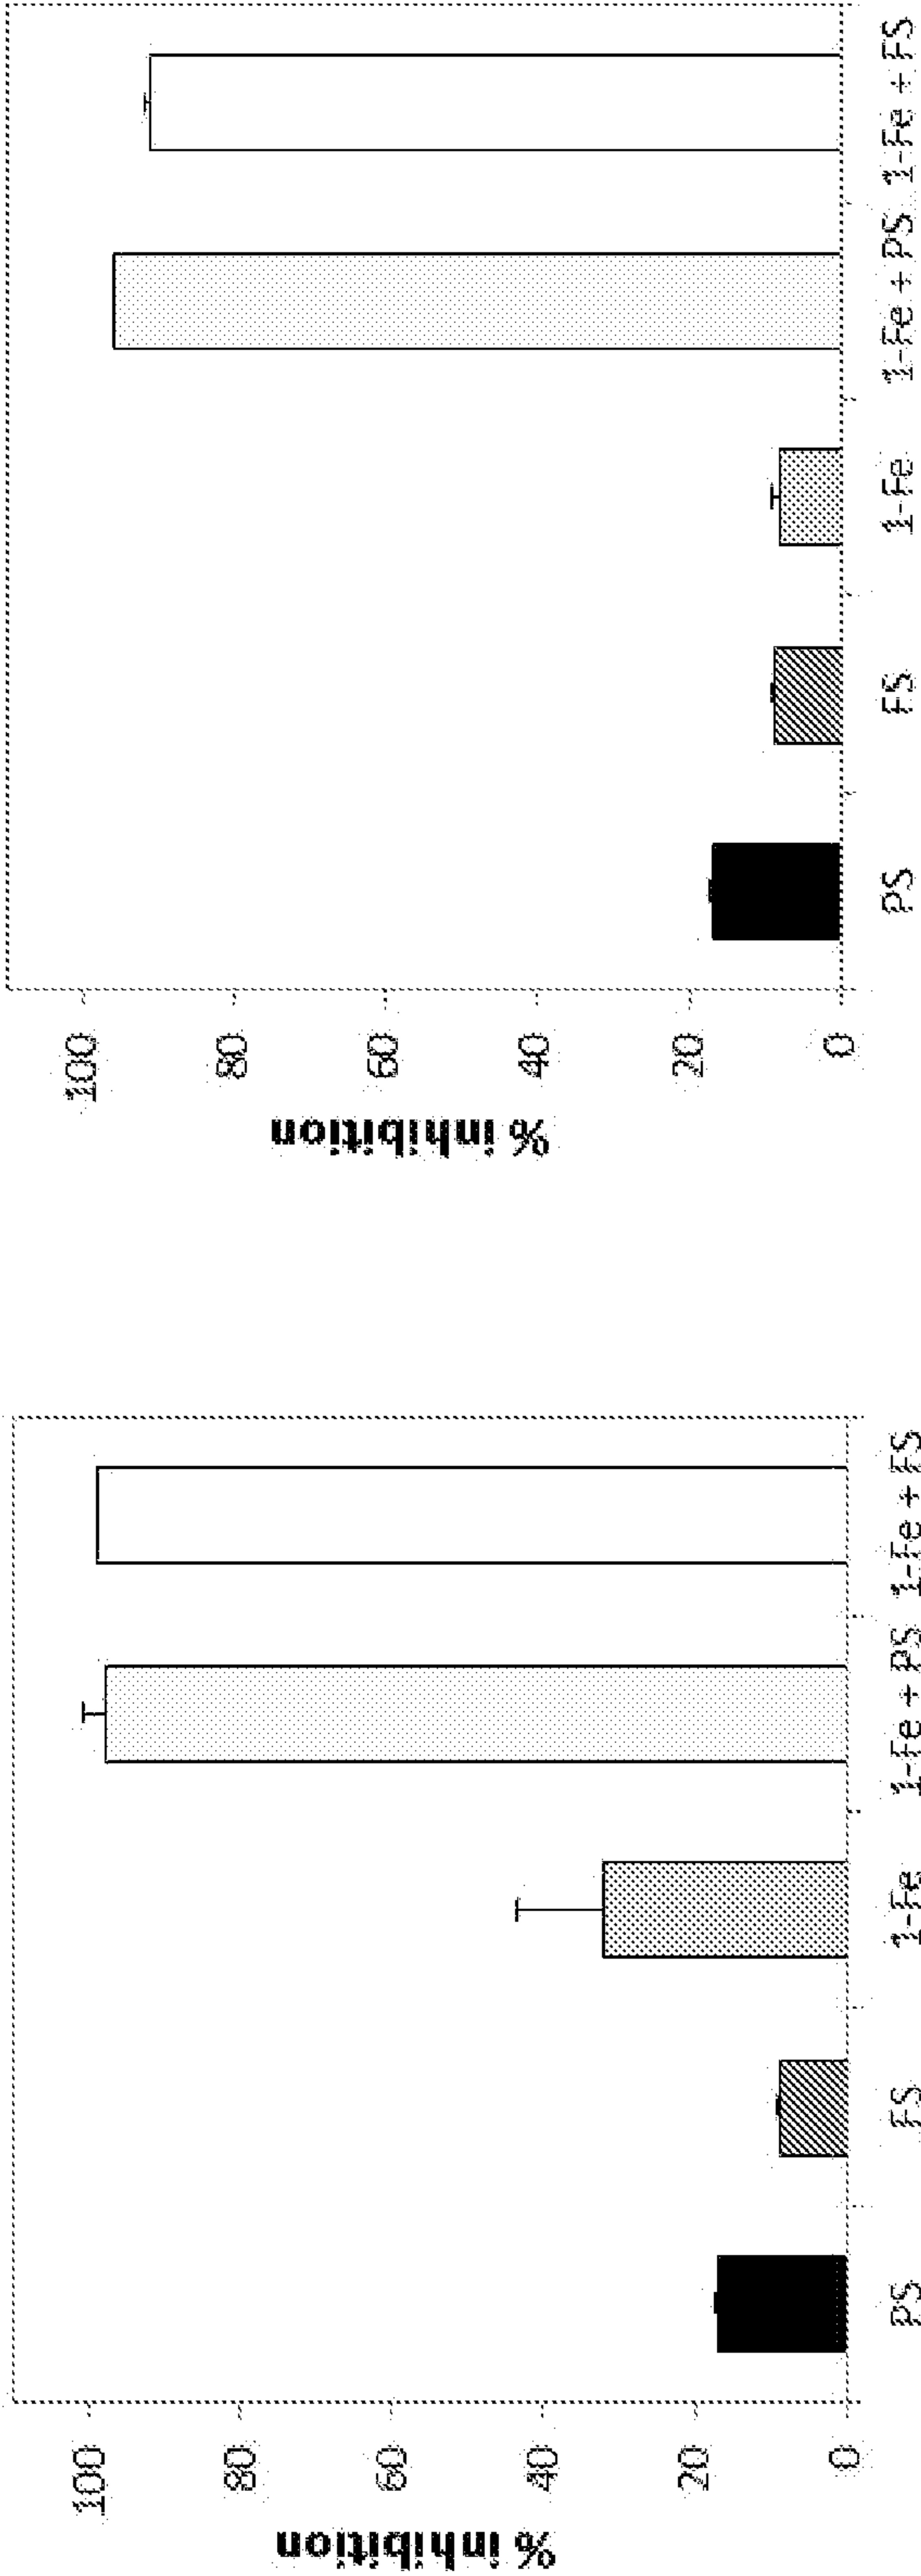 % inhibition
100
80
60
40
20
0
PS
FS
1-Fe
1-Fe + PS
1-Fe + FS
% inhibition
100
80
60
40
20
0
PS
FS
1-Fe
1-Fe + PS
1-Fe + FS